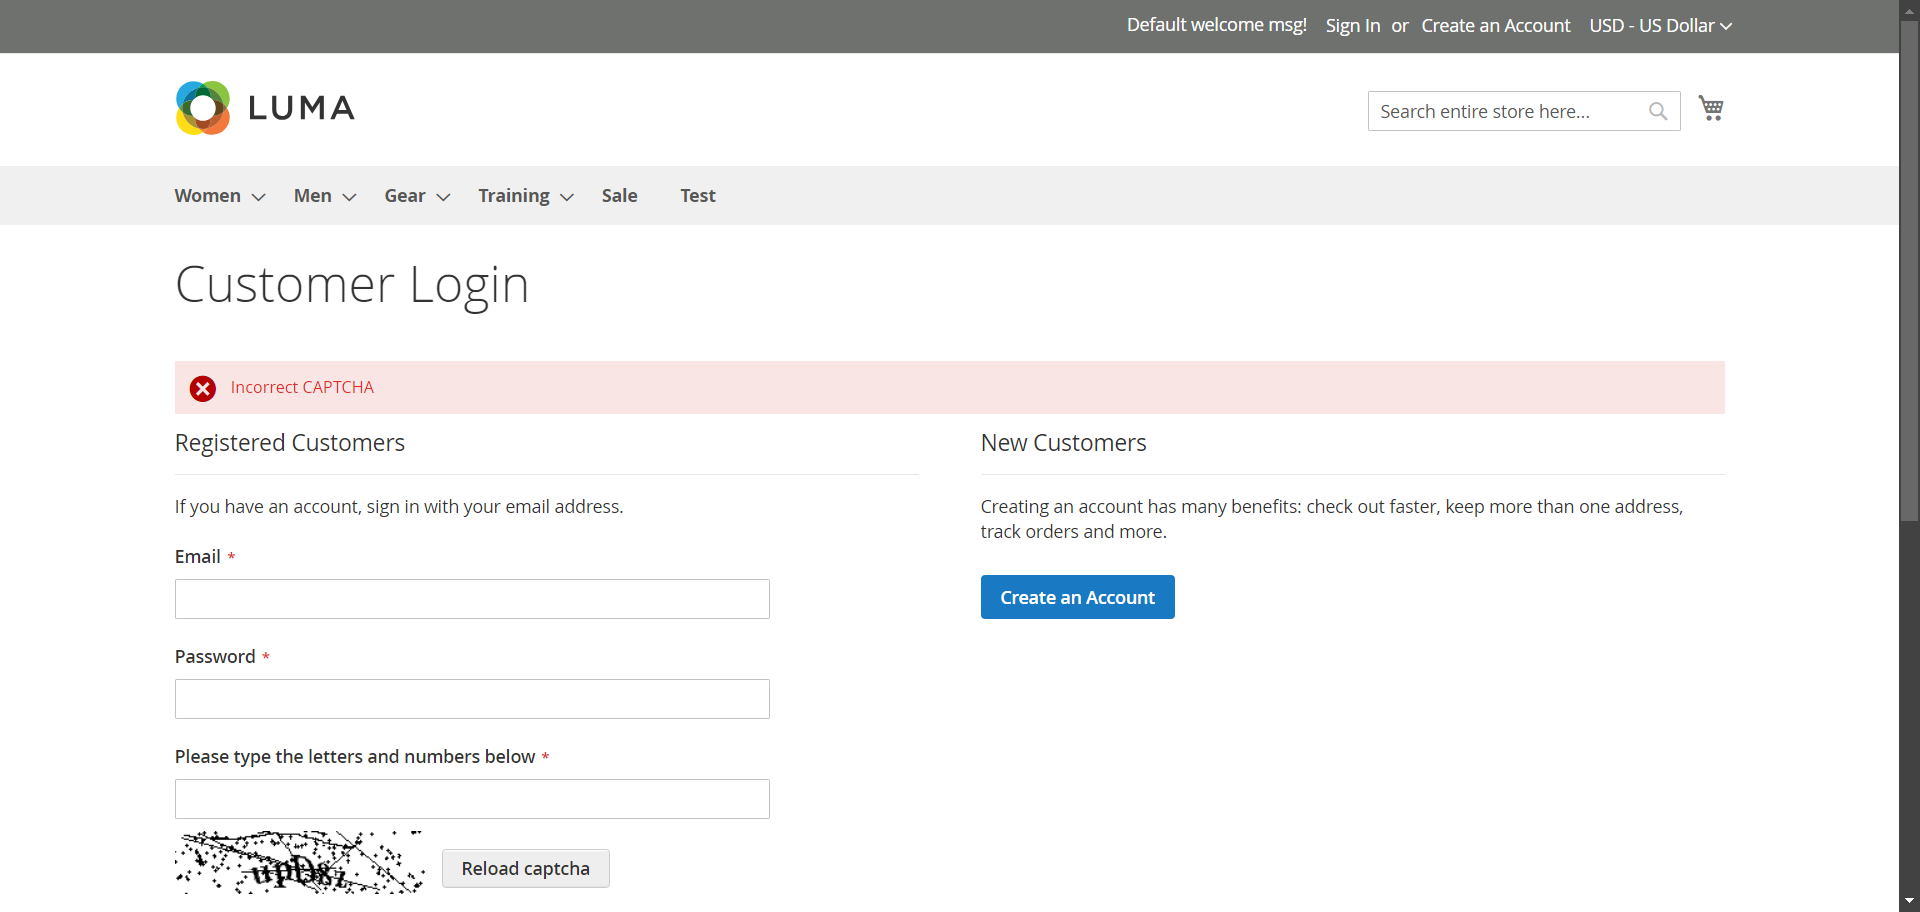 Default welcome msg! Sign In or Create an Account USD - US Dollar
LUMA
Search entire store here...
Women Men Gear Training Sale Test
Customer Login
Incorrect CAPTCHA
Registered Customers
If you have an account, sign in with your email address.
Email *
Password *
Please type the letters and numbers below *
Reload captcha
New Customers
Creating an account has many benefits: check out faster, keep more than one address,
track orders and more.
Create an Account